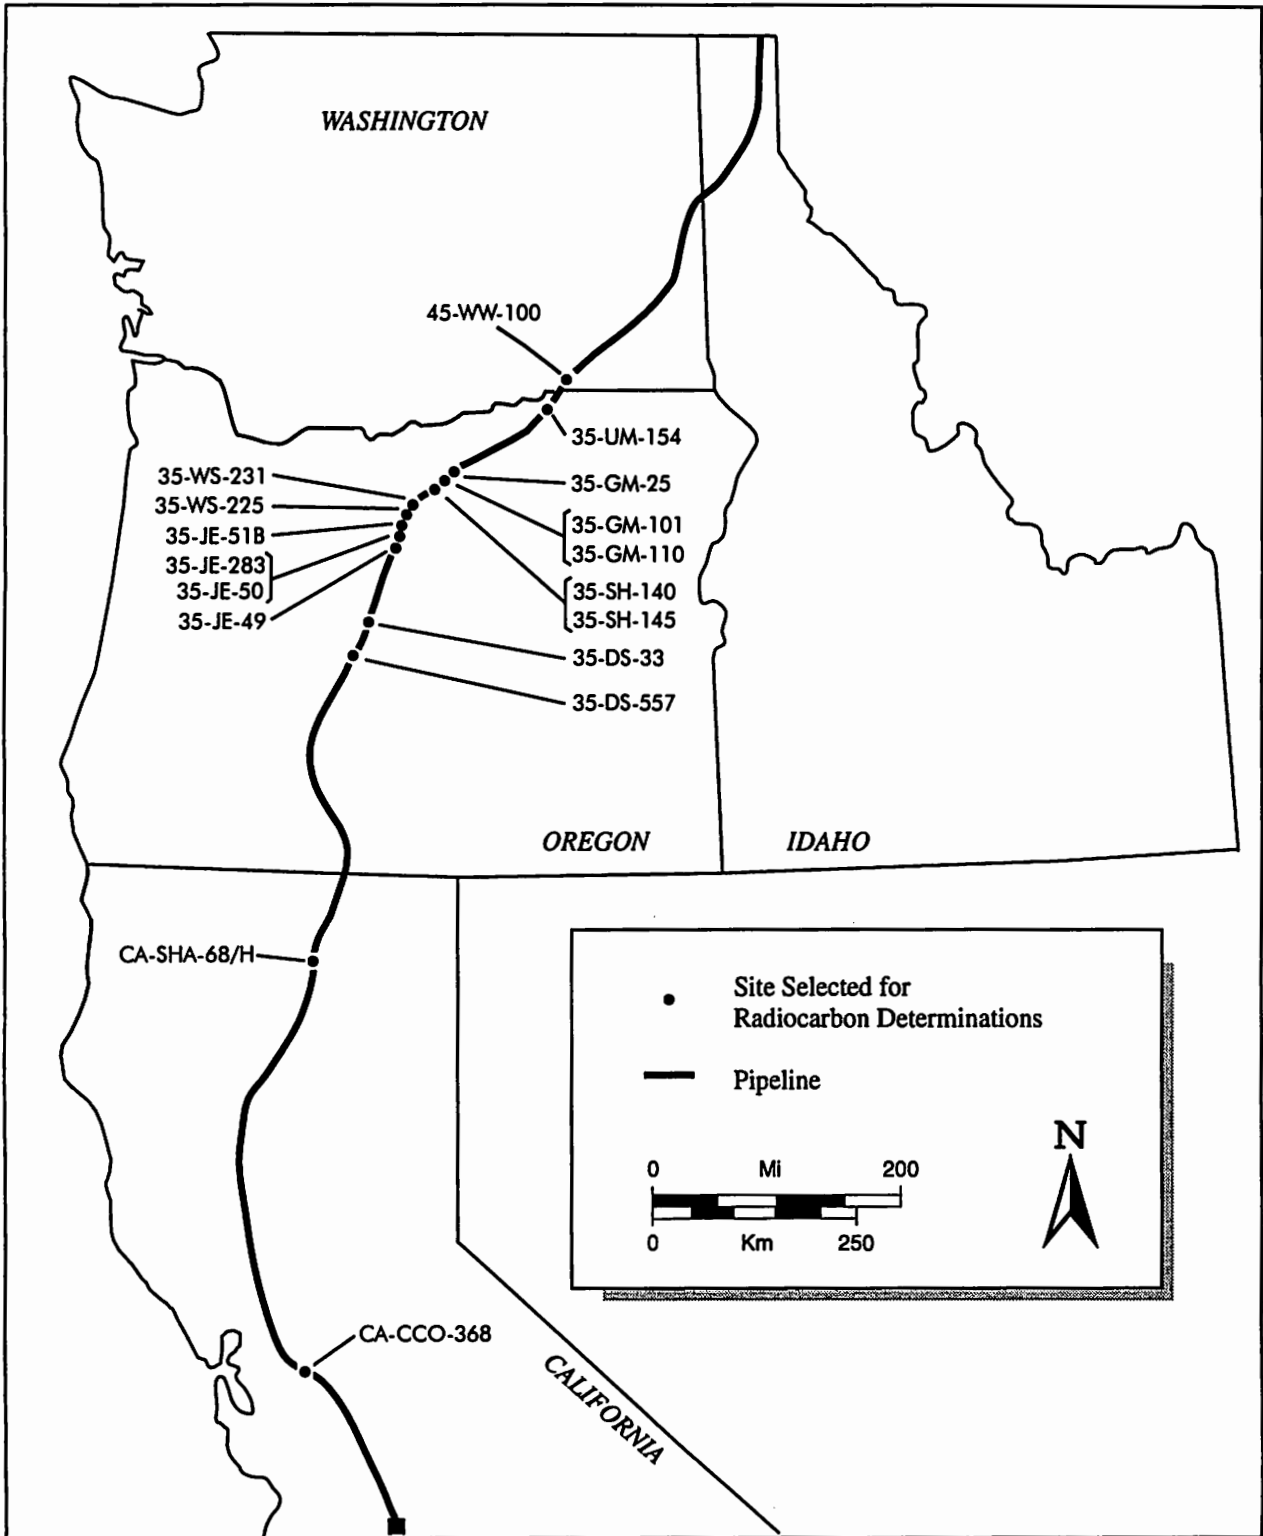 WASHINGTON
45-WW-100
35-UM-154
35-WS-231
35-GM-25
35-WS-225
35-GM-101
35-JE-51B
35-GM-110
35-JE-283
35-JE-50
35-SH-140
35-JE-49
35-SH-145
35-DS-33
35-DS-557
OREGON
IDAHO
CA-SHA-68/H
Site Selected for
Radiocarbon Determinations
Pipeline
N
0 Mi 200
0 Km 250
CA-CCO-368
CALIFORNIA